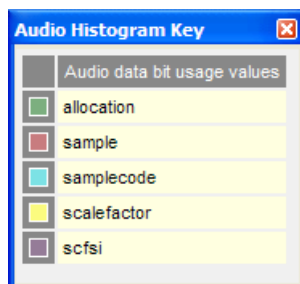 Audio Histogram Key
Audio data bit usage values
allocation
sample
samplecode
scalefactor
scfsi